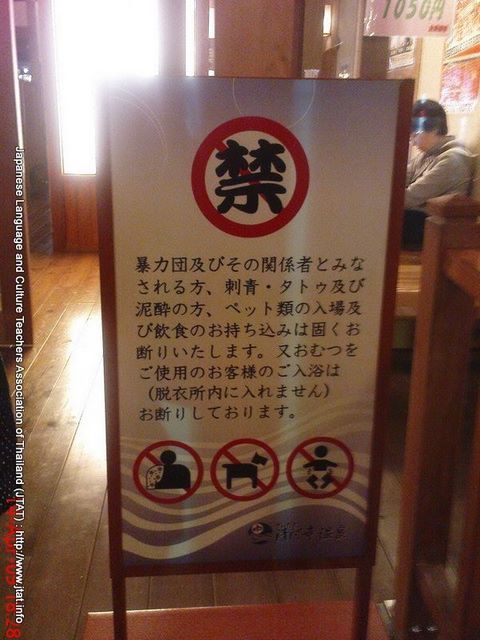 1050円
禁
暴力団及びその関係者とみな
される方、刺青・タトゥ及び
泥酔の方、ペット類の入場及
び飲食のお持ち込みは固くお
断りいたします。又おむつを
ご使用のお客様のご入浴は
（脱衣所内に入れません）
お断りしております。
Japanese Language and Culture Teachers Association of Thailand (JTAT) : http://www.jtat.info